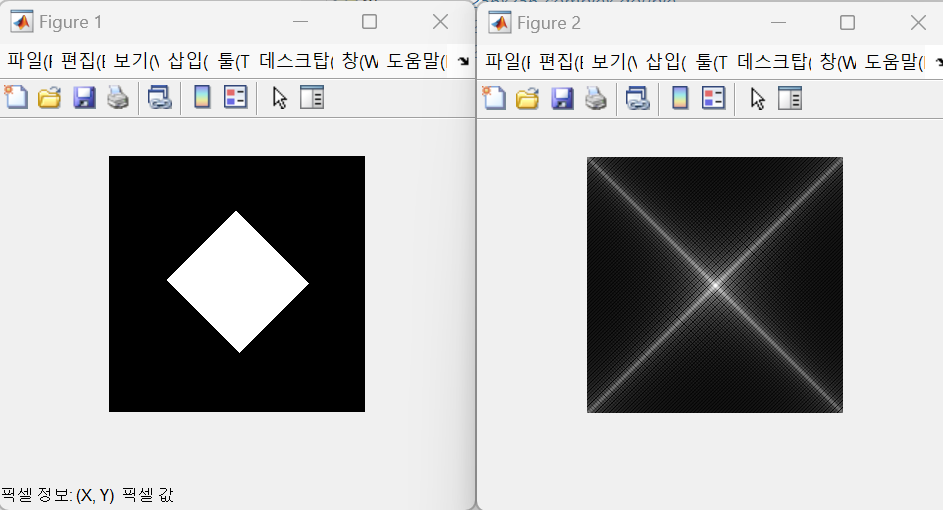 Figure 1
파일(F 편집(E 보기(V 삽입( 툴(T 데스크탑( 창(W 도움말(
픽셀 정보: (X, Y) 픽셀 값
Figure 2
파일(F 편집(E 보기(V 삽입( 툴(T 데스크탑( 창(W 도움말(